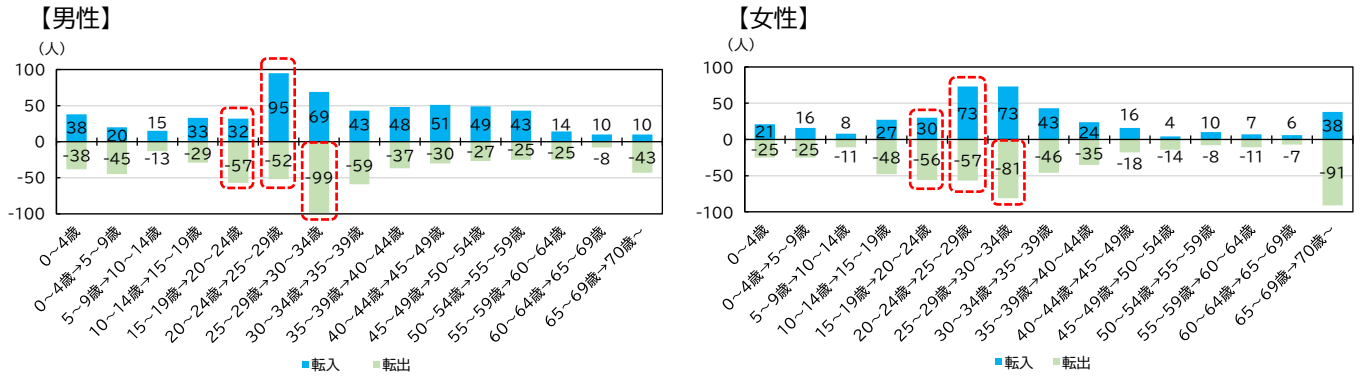 【男性】
（人）
100
50
0
-50
-100
38 20 15 33 32 95 69 43 48 51 49 43 14 10 10
-38 -45 -13 -29 -57 -52 -99 -59 -37 -30 -27 -25 -25 -8 -43
0～4歳
0～4歳→5～9歳
5～9歳→10～14歳
10～14歳→15～19歳
15～19歳→20～24歳
20～24歳→25～29歳
25～29歳→30～34歳
30～34歳→35～39歳
35～39歳→40～44歳
40～44歳→45～49歳
45～49歳→50～54歳
50～54歳→55～59歳
55～59歳→60～64歳
60～64歳→65～69歳
65～69歳→70歳～
転入 転出
【女性】
（人）
100
50
0
-50
-100
21 16 8 27 30 73 73 43 24 16 4 10 7 6 38
-25 -25 -11 -48 -56 -57 -81 -46 -35 -18 -14 -8 -11 -7 -91
0～4歳
0～4歳→5～9歳
5～9歳→10～14歳
10～14歳→15～19歳
15～19歳→20～24歳
20～24歳→25～29歳
25～29歳→30～34歳
30～34歳→35～39歳
35～39歳→40～44歳
40～44歳→45～49歳
45～49歳→50～54歳
50～54歳→55～59歳
55～59歳→60～64歳
60～64歳→65～69歳
65～69歳→70歳～
転入 転出